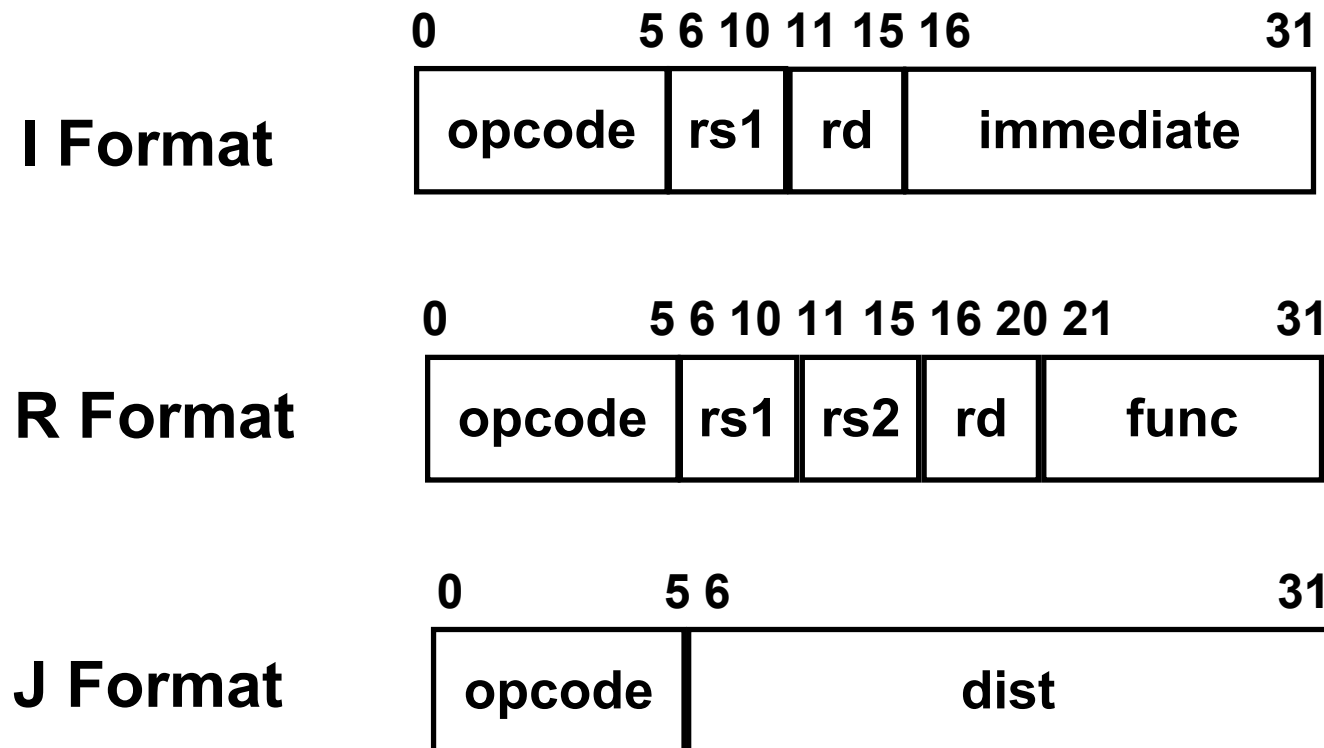 0 5 6 10 11 15 16 31
I Format opcode rs1 rd immediate
0 5 6 10 11 15 16 20 21 31
R Format opcode rs1 rs2 rd func
0 5 6 31
J Format opcode dist